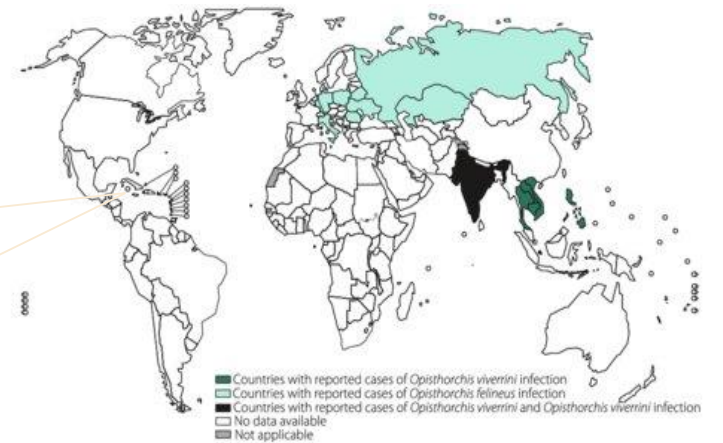 Countries with reported cases of Opisthorchis viverrini infection
Countries with reported cases of Opisthorchis felineus infection
Countries with reported cases of Opisthorchis viverrini and Opisthorchis viverrini infection
No data available
Not applicable